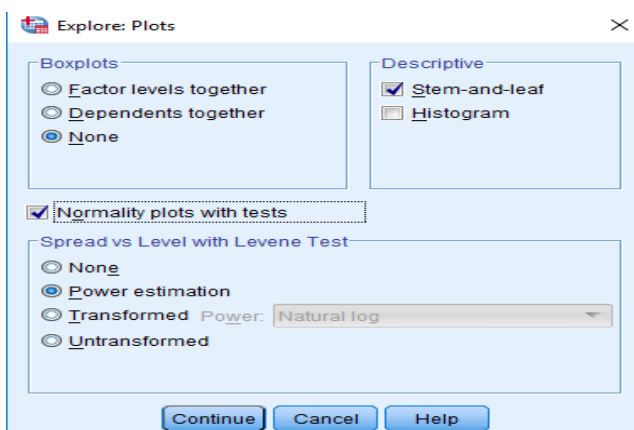 Explore: Plots
Boxplots
Factor levels together
Dependents together
None
Descriptive
Stem-and-leaf
Histogram
Normality plots with tests
Spread vs Level with Levene Test
None
Power estimation
Transformed Power: Natural log
Untransformed
Continue Cancel Help